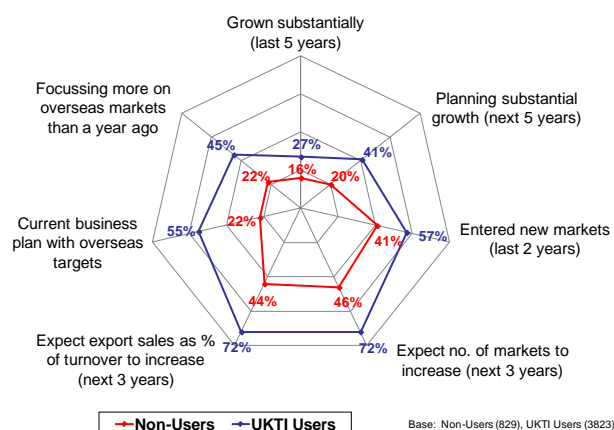 Grown substantially
(last 5 years)
Focussing more on
overseas markets
than a year ago
Planning substantial
growth (next 5 years)
45%
27%
41%
22%
16%
20%
Current business
plan with overseas
targets
55%
22%
41%
57%
Entered new markets
(last 2 years)
44%
46%
Expect export sales as %
of turnover to increase
(next 3 years)
72%
72%
Expect no. of markets to
increase (next 3 years)
Non-Users
UKTI Users
Base: Non-Users (829), UKTI Users (3823)